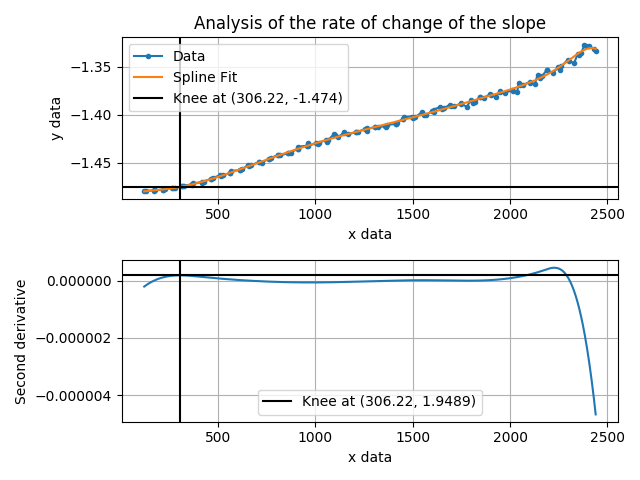 Analysis of the rate of change of the slope
Data
Spline Fit
Knee at (306.22, -1.474)
−1.35
−1.40
−1.45
y data
500
1000
1500
2000
2500
x data
0.000000
−0.000002
−0.000004
Second derivative
Knee at (306.22, 1.9489)
500
1000
1500
2000
2500
x data